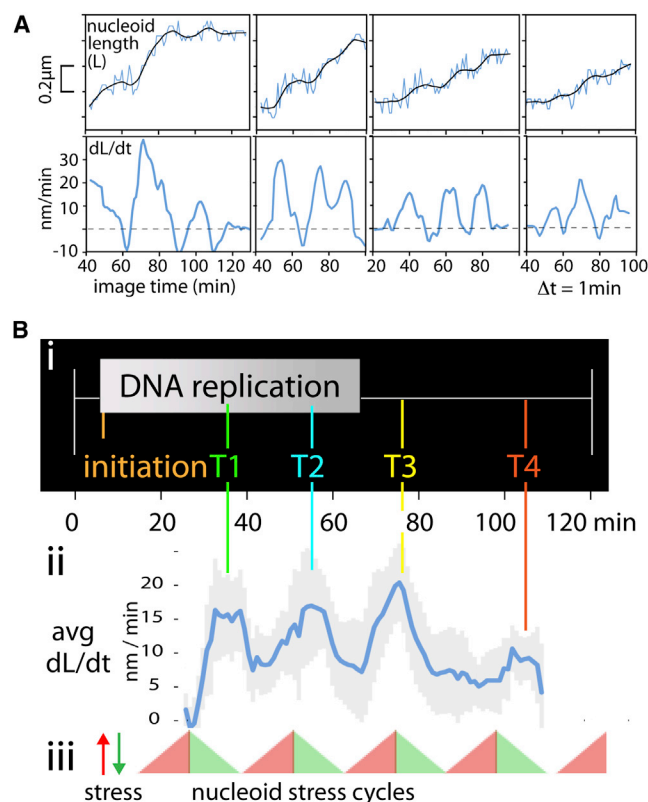 A
nucleoid
length
(L)
0.2µm
dL/dt
30
20
10
0
-10
nm/min
40 60 80 100 120
40 60 80
20 40 60 80
40 60 80 100
image time (min)
Δt = 1min
B
i
DNA replication
initiation T1 T2 T3 T4
0 20 40 60 80 100 120 min
ii
avg
dL/dt
nm / min
20
15
10
5
0
iii
stress
nucleoid stress cycles